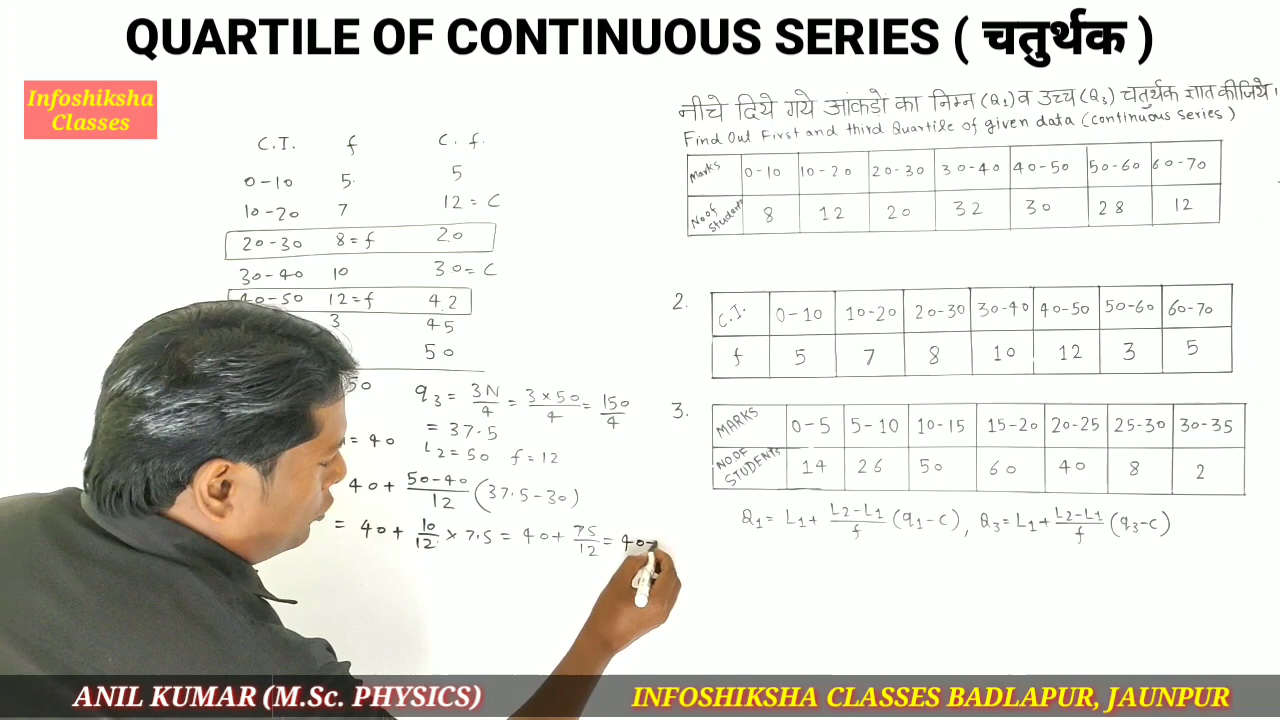 QUARTILE OF CONTINUOUS SERIES ( चतुर्थक )
Infoshiksha
Classes
C.I. f C.f.
0-10 5 5
10-20 7 12 = C
20-30 8 = f 20
30-40 10 30 = C
40-50 12 = f 42
3 45
50
50
q3 = 3N/4 = 3×50/4 = 150/4
= 37.5
= 40 L2 = 50 f = 12
40 + 50-40/12 (37.5-30)
= 40 + 10/12 × 7.5 = 40 + 75/12 = 40+
नीचे दिये गये आंकड़ों का निम्न (Q1) व उच्च (Q3) चतुर्थक ज्ञात कीजिये।
Find Out First and third Quartile of given data (continuous series)
Marks 0-10 10-20 20-30 30-40 40-50 50-60 60-70
No of Students 8 12 20 32 30 28 12
2. C.I. 0-10 10-20 20-30 30-40 40-50 50-60 60-70
f 5 7 8 10 12 3 5
3. MARKS 0-5 5-10 10-15 15-20 20-25 25-30 30-35
NO OF STUDENTS 14 26 50 60 40 8 2
Q1 = L1 + L2-L1/f (q1-c), Q3 = L1 + L2-L1/f (q3-c)
ANIL KUMAR (M.Sc. PHYSICS) INFOSHIKSHA CLASSES BADLAPUR, JAUNPUR